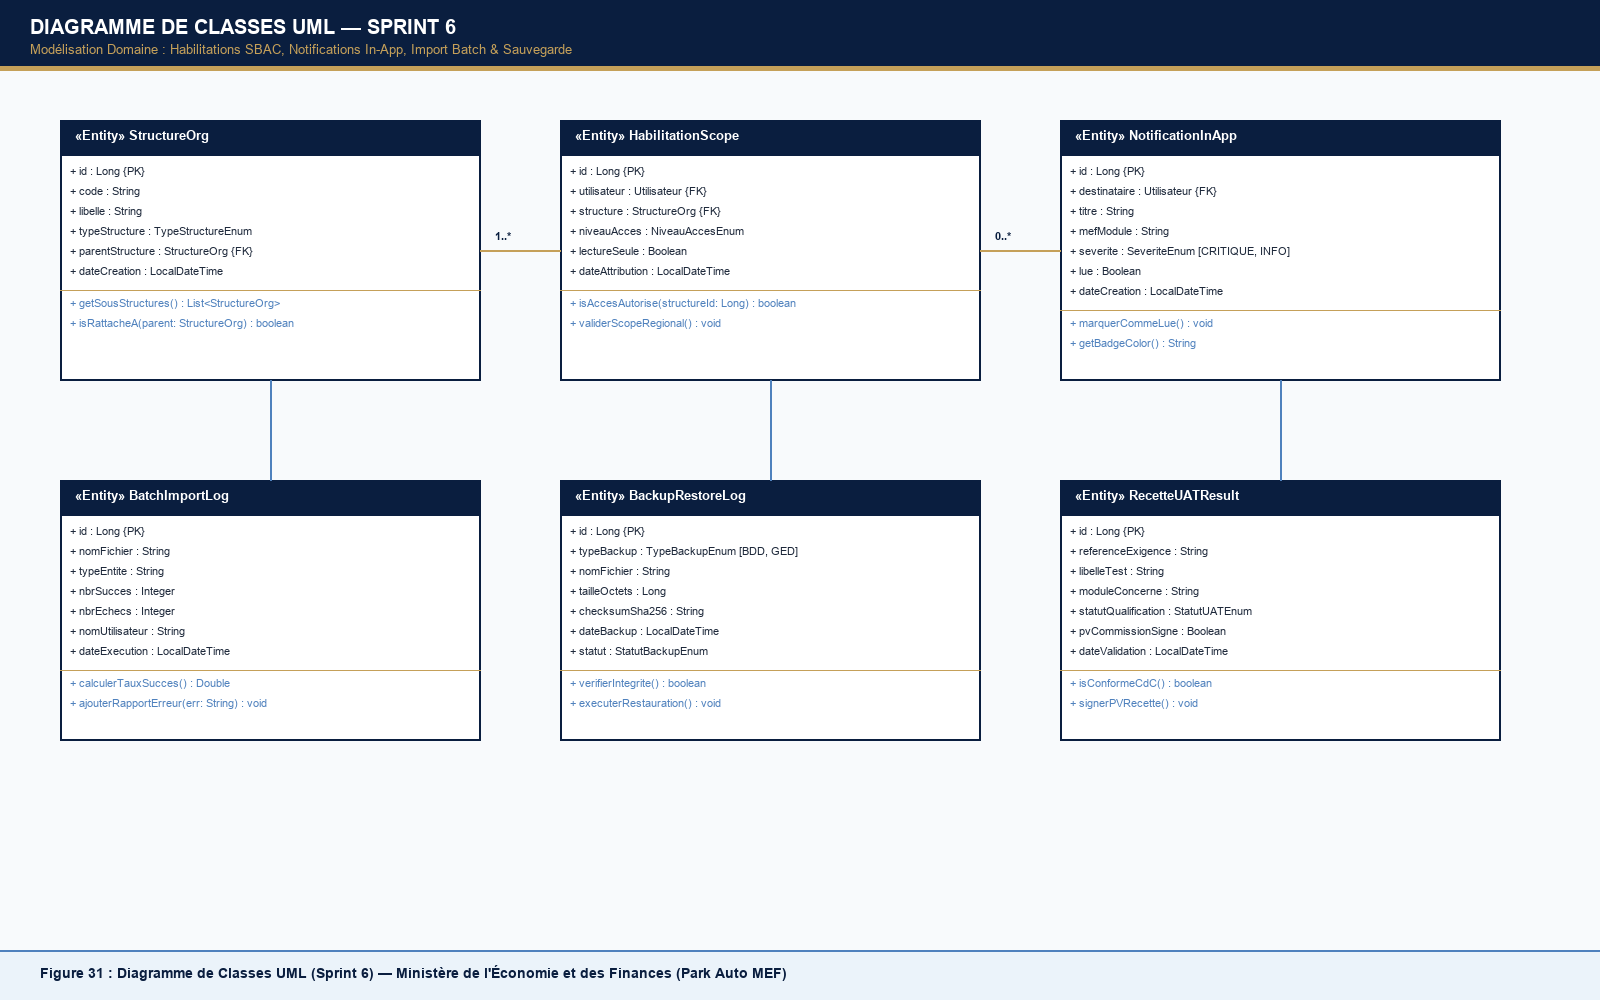 DIAGRAMME DE CLASSES UML — SPRINT 6
Modélisation Domaine : Habilitations SBAC, Notifications In-App, Import Batch & Sauvegarde
«Entity» StructureOrg
+ id : Long {PK}
+ code : String
+ libelle : String
+ typeStructure : TypeStructureEnum
+ parentStructure : StructureOrg {FK}
+ dateCreation : LocalDateTime
+ getSousStructures() : List<StructureOrg>
+ isRattacheA(parent: StructureOrg) : boolean
1..*
«Entity» HabilitationScope
+ id : Long {PK}
+ utilisateur : Utilisateur {FK}
+ structure : StructureOrg {FK}
+ niveauAcces : NiveauAccesEnum
+ lectureSeule : Boolean
+ dateAttribution : LocalDateTime
+ isAccesAutorise(structureId: Long) : boolean
+ validerScopeRegional() : void
0..*
«Entity» NotificationInApp
+ id : Long {PK}
+ destinataire : Utilisateur {FK}
+ titre : String
+ mefModule : String
+ severite : SeveriteEnum [CRITIQUE, INFO]
+ lue : Boolean
+ dateCreation : LocalDateTime
+ marquerCommeLue() : void
+ getBadgeColor() : String
«Entity» BatchImportLog
+ id : Long {PK}
+ nomFichier : String
+ typeEntite : String
+ nbrSucces : Integer
+ nbrEchecs : Integer
+ nomUtilisateur : String
+ dateExecution : LocalDateTime
+ calculerTauxSucces() : Double
+ ajouterRapportErreur(err: String) : void
«Entity» BackupRestoreLog
+ id : Long {PK}
+ typeBackup : TypeBackupEnum [BDD, GED]
+ nomFichier : String
+ tailleOctets : Long
+ checksumSha256 : String
+ dateBackup : LocalDateTime
+ statut : StatutBackupEnum
+ verifierIntegrite() : boolean
+ executerRestauration() : void
«Entity» RecetteUATResult
+ id : Long {PK}
+ referenceExigence : String
+ libelleTest : String
+ moduleConcerne : String
+ statutQualification : StatutUATEnum
+ pvCommissionSigne : Boolean
+ dateValidation : LocalDateTime
+ isConformeCdC() : boolean
+ signerPVRecette() : void
Figure 31 : Diagramme de Classes UML (Sprint 6) — Ministère de l'Économie et des Finances (Park Auto MEF)